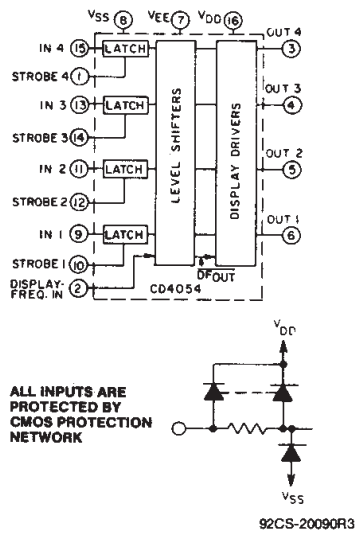 VSS VEE VDD
8 7 16
OUT 4
IN 4 15 LATCH 3
STROBE 4 1
OUT 3
IN 3 13 LATCH 4
STROBE 3 14
LEVEL SHIFTERS
DISPLAY DRIVERS
OUT 2
IN 2 11 LATCH 5
STROBE 2 12
OUT 1
IN 1 9 LATCH 6
STROBE 1 10
DISPLAY-
FREQ. IN 2
DFOUT
CD4054
VDD
ALL INPUTS ARE
PROTECTED BY
CMOS PROTECTION
NETWORK
VSS
92CS-20090R3